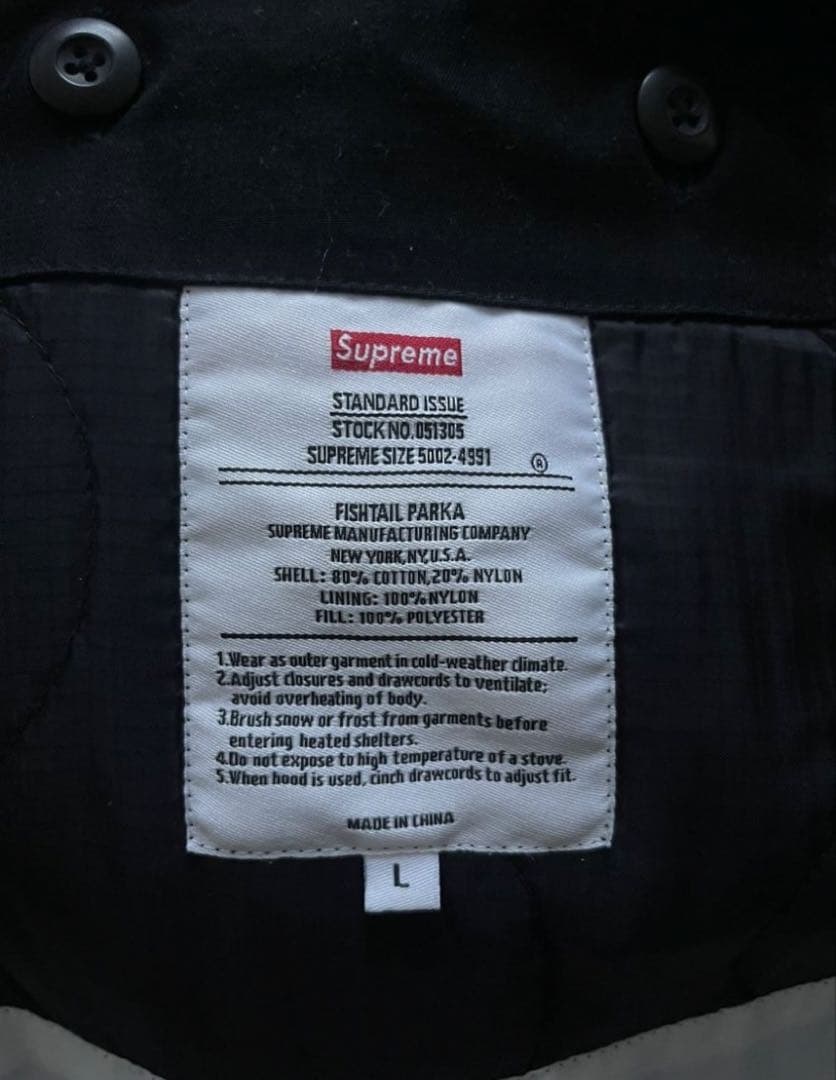 Supreme
STANDARD ISSUE
STOCK NO. 051305
SUPREME SIZE 5002-4991 ®
FISHTAIL PARKA
SUPREME MANUFACTURING COMPANY
NEW YORK, NY, U.S.A.
SHELL: 80% COTTON, 20% NYLON
LINING: 100% NYLON
FILL: 100% POLYESTER
1.Wear as outer garment in cold-weather climate.
2.Adjust closures and drawcords to ventilate;
avoid overheating of body.
3.Brush snow or frost from garments before
entering heated shelters.
4.Do not expose to high temperature of a stove.
5.When hood is used, cinch drawcords to adjust fit.
MADE IN CHINA
L